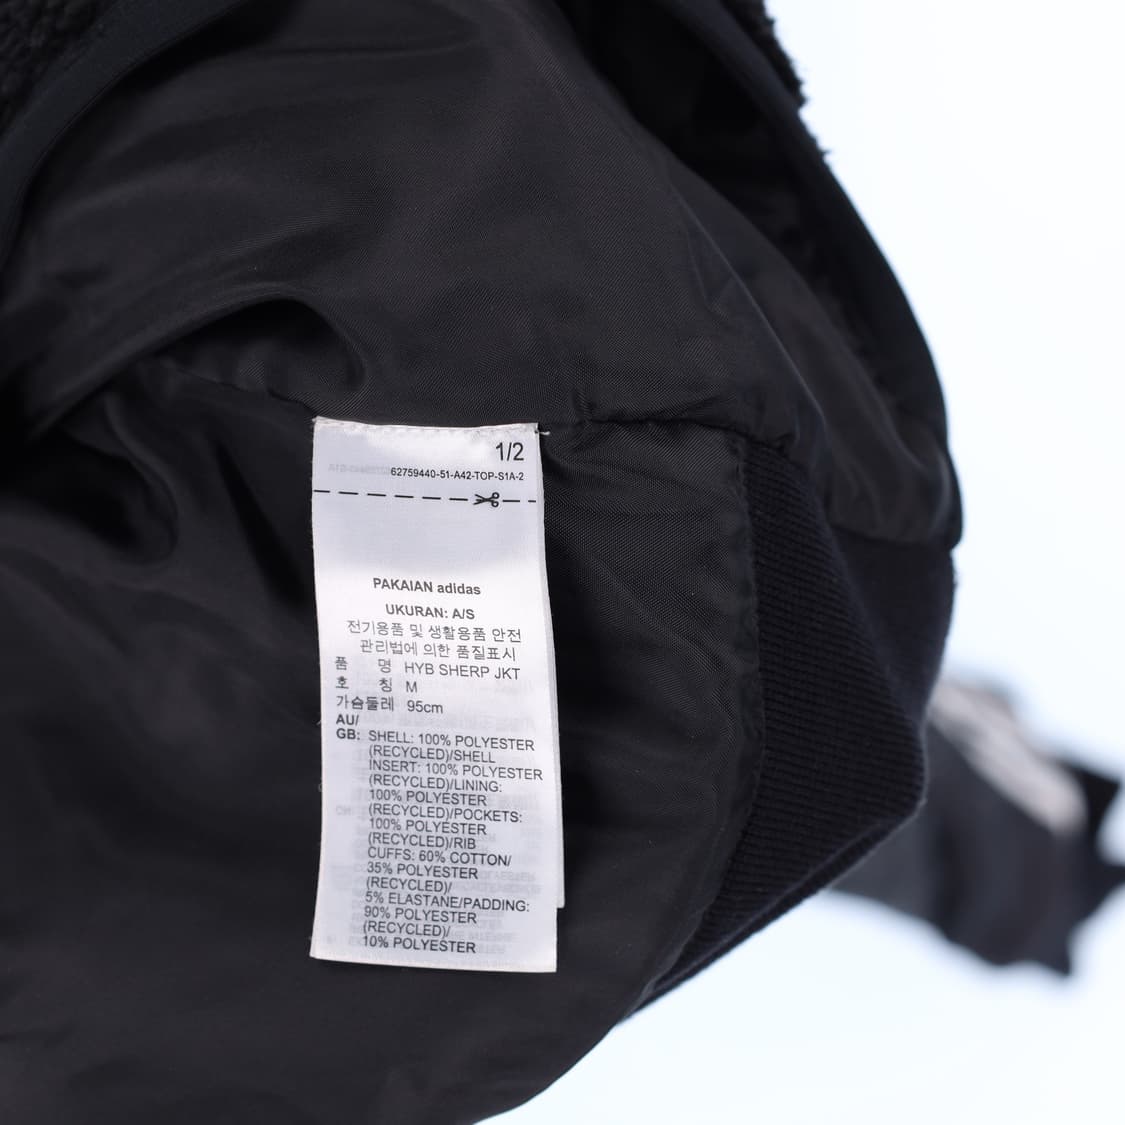 1/2
62759440-51-A42-TOP-S1A-2
PAKAIAN adidas
UKURAN: A/S
전기용품 및 생활용품 안전
관리법에 의한 품질표시
품 명 HYB SHERP JKT
호 칭 M
가슴둘레 95cm
AU/
GB: SHELL: 100% POLYESTER
(RECYCLED)/SHELL
INSERT: 100% POLYESTER
(RECYCLED)/LINING:
100% POLYESTER
(RECYCLED)/POCKETS:
100% POLYESTER
(RECYCLED)/RIB
CUFFS: 60% COTTON/
35% POLYESTER
(RECYCLED)/
5% ELASTANE/PADDING:
90% POLYESTER
(RECYCLED)/
10% POLYESTER